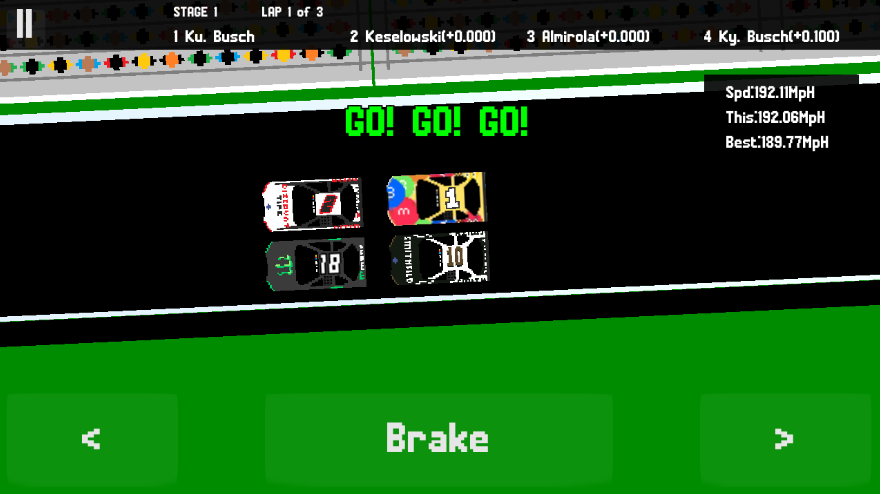 STAGE 1 LAP 1 of 3
1 Ku. Busch 2 Keselowski(+0.000) 3 Almirola(+0.000) 4 Ky. Busch(+0.100)
Spd:192.11MpH
This:192.06MpH
Best:189.77MpH
GO! GO! GO!
3
1
18
10
SMITHFIELD
< Brake >